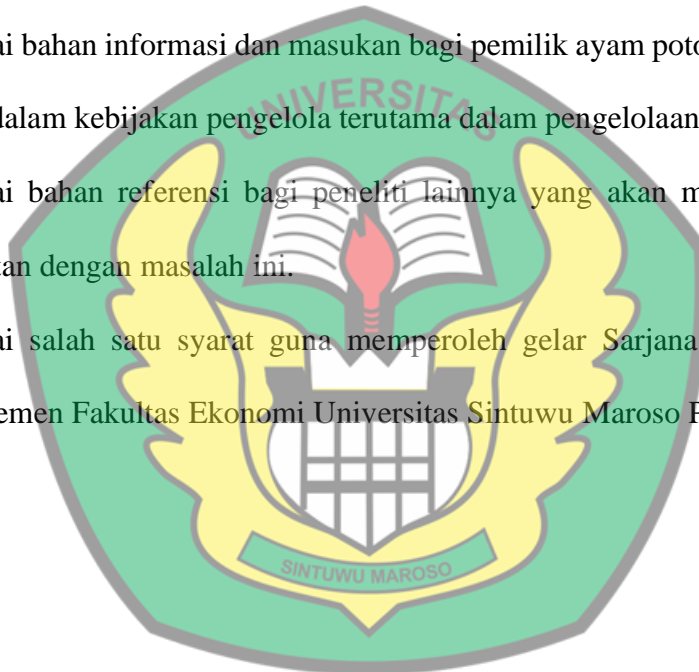 ai bahan informasi dan masukan bagi pemilik ayam poto
dalam kebijakan pengelola terutama dalam pengelolaan
ai bahan referensi bagi peneliti lainnya yang akan m
tan dengan masalah ini.
ai salah satu syarat guna memperoleh gelar Sarjana
emen Fakultas Ekonomi Universitas Sintuwu Maroso P
UNIVERSITAS
SINTUWU MAROSO